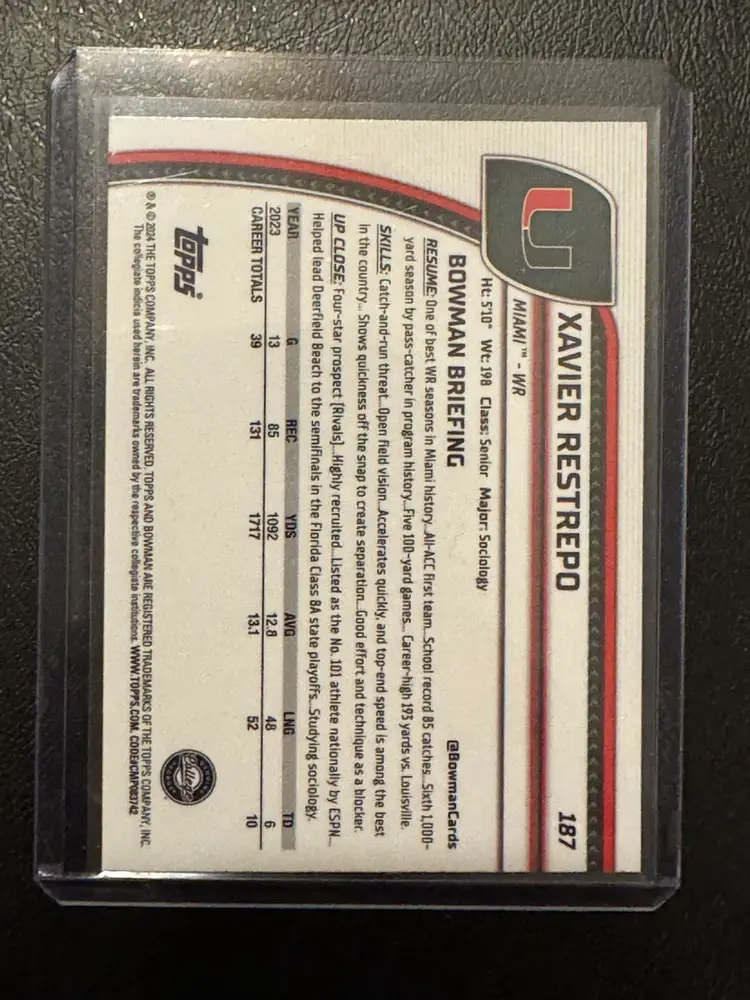 187
XAVIER RESTREPO
MIAMI™ - WR
Ht: 5'10" Wt: 198 Class: Senior Major: Sociology
BOWMAN BRIEFING
@BowmanCards
RESUME: One of best WR seasons in Miami history...All-ACC first team...School record 85 catches...Sixth 1,000-
yard season by pass-catcher in program history...Five 100-yard games... Career-high 193 yards vs. Louisville.
SKILLS: Catch-and-run threat...Open field vision...Accelerates quickly, and top-end speed is among the best
in the country... Shows quickness off the snap to create separation...Good effort and technique as a blocker.
UP CLOSE: Four-star prospect (Rivals)...Highly recruited...Listed as the No. 101 athlete nationally by ESPN...
Helped lead Deerfield Beach to the semifinals in the Florida Class 8A state playoffs...Studying sociology.
YEAR G REC YDS AVG LNG TD
2023 13 85 1092 12.8 48 6
CAREER TOTALS 39 131 1717 13.1 52 10
topps®
® & © 2024 THE TOPPS COMPANY, INC. ALL RIGHTS RESERVED. TOPPS AND BOWMAN ARE REGISTERED TRADEMARKS OF THE TOPPS COMPANY, INC.
The collegiate indicia used herein are trademarks owned by the respective collegiate institutions. WWW.TOPPS.COM. CODE#CMP083742
College